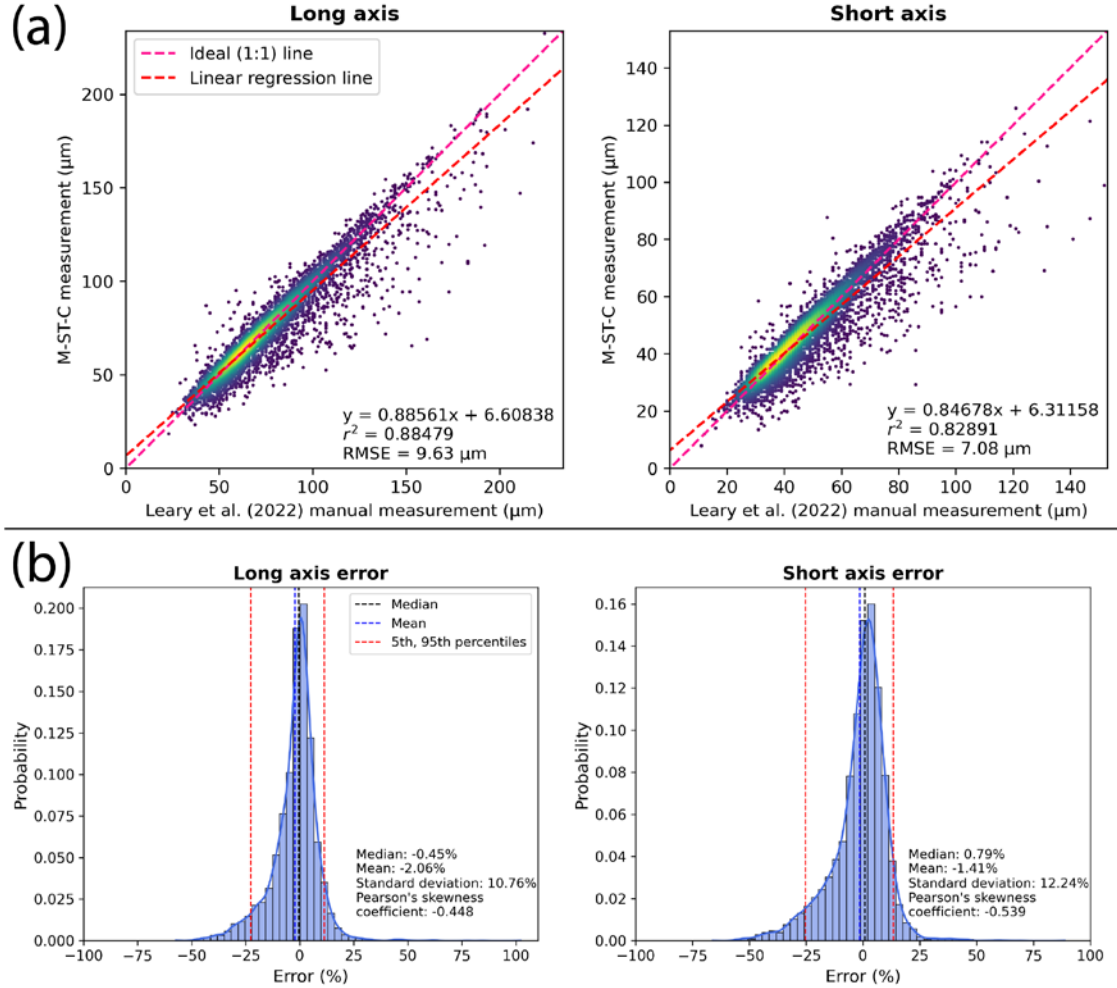 (a)
Long axis
Ideal (1:1) line
Linear regression line
200
150
100
50
0
M-ST-C measurement (μm)
y = 0.88561x + 6.60838
r² = 0.88479
RMSE = 9.63 μm
0 50 100 150 200
Leary et al. (2022) manual measurement (μm)
Short axis
140
120
100
80
60
40
20
0
M-ST-C measurement (μm)
y = 0.84678x + 6.31158
r² = 0.82891
RMSE = 7.08 μm
0 20 40 60 80 100 120 140
Leary et al. (2022) manual measurement (μm)
(b)
Long axis error
Median
Mean
5th, 95th percentiles
0.200
0.175
0.150
0.125
0.100
0.075
0.050
0.025
0.000
Probability
Median: -0.45%
Mean: -2.06%
Standard deviation: 10.76%
Pearson's skewness
coefficient: -0.448
−100 −75 −50 −25 0 25 50 75 100
Error (%)
Short axis error
0.16
0.14
0.12
0.10
0.08
0.06
0.04
0.02
0.00
Probability
Median: 0.79%
Mean: -1.41%
Standard deviation: 12.24%
Pearson's skewness
coefficient: -0.539
−100 −75 −50 −25 0 25 50 75 100
Error (%)